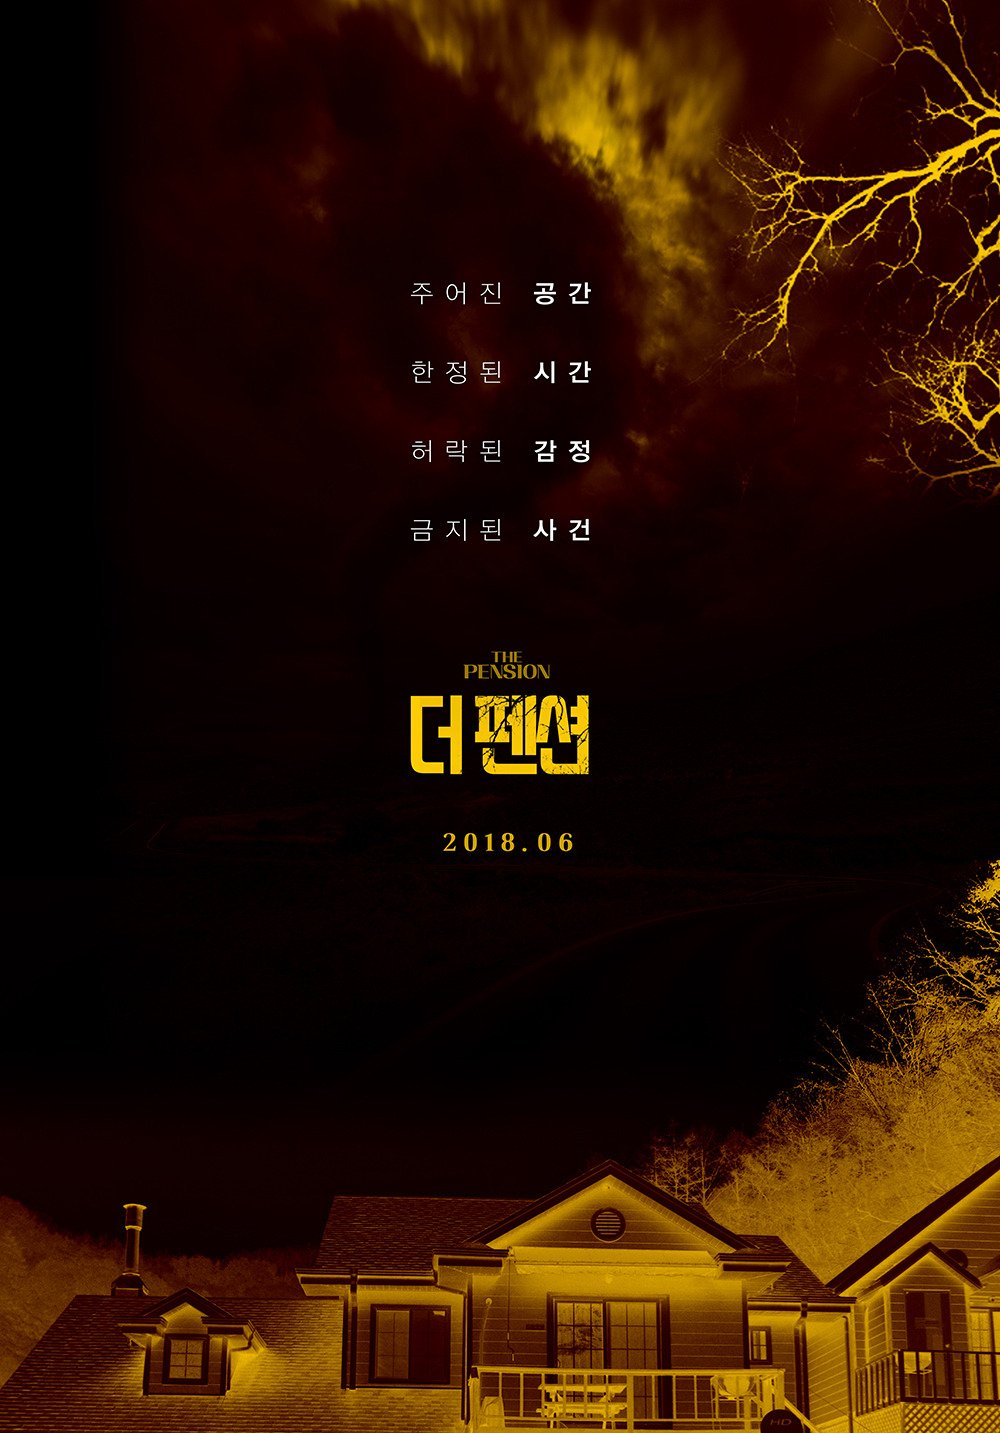 주어진 공간
한정된 시간
허락된 감정
금지된 사건
THE
PENSION
더 펜션
2018.06
HD